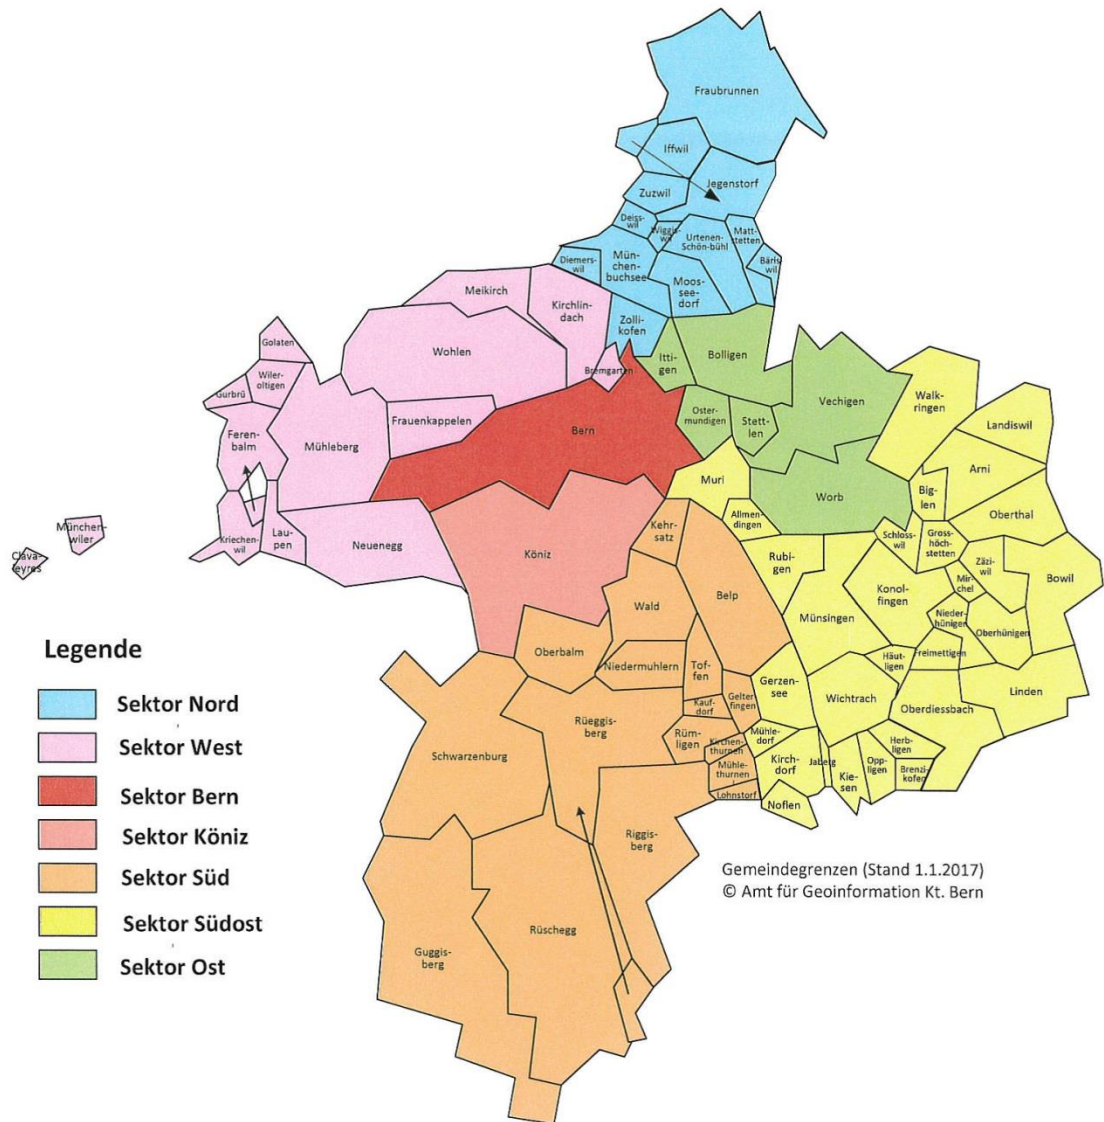 Fraubrunnen
Iffwil
Jegenstorf
Zuzwil
Deiss-
wil
Wiggis-
wil
Urtenen-
Schön-bühl
Matt-
stetten
Bäris
wil
Diemers-
wil
Mün-
chen-
buchsee
Moos-
see-
dorf
Zolli-
kofen
Meikirch
Kirchlin-
dach
Wohlen
Bremgarten
Itti-
gen
Bolligen
Golaten
Wiler-
oltigen
Gurbrü
Feren-
balm
Mühleberg
Frauenkappelen
Bern
Oster-
mundigen
Stett-
len
Vechigen
Walk-
ringen
Landiswil
Arni
Muri
Worb
Big-
len
Oberthal
München-
wiler
Clava-
leyres
Kriechen-
wil
Lau-
pen
Neuenegg
Köniz
Kehr-
satz
Allmen-
dingen
Schloss-
wil
Gross-
höch-
stetten
Zäzi-
wil
Bowil
Rubi-
gen
Konol-
fingen
Mir-
chel
Wald
Belp
Münsingen
Nieder-
hünigen
Oberhünigen
Oberbalm
Niedermuhlern
Tof-
fen
Gerzen-
see
Häut-
ligen
Freimettigen
Wichtrach
Linden
Gelter
fingen
Kauf-
dorf
Oberdiessbach
Rüeggis-
berg
Schwarzenburg
Rüm-
ligen
Kirchen-
thurnen
Mühle-
dorf
Herb-
ligen
Mühle-
thurnen
Kirch-
dorf
Jaberg
Kie-
sen
Opp-
ligen
Brenzi-
kofen
Lohnstorf
Noflen
Riggis-
berg
Rüschegg
Guggis-
berg
Legende
Sektor Nord
Sektor West
Sektor Bern
Sektor Köniz
Sektor Süd
Sektor Südost
Sektor Ost
Gemeindegrenzen (Stand 1.1.2017)
© Amt für Geoinformation Kt. Bern